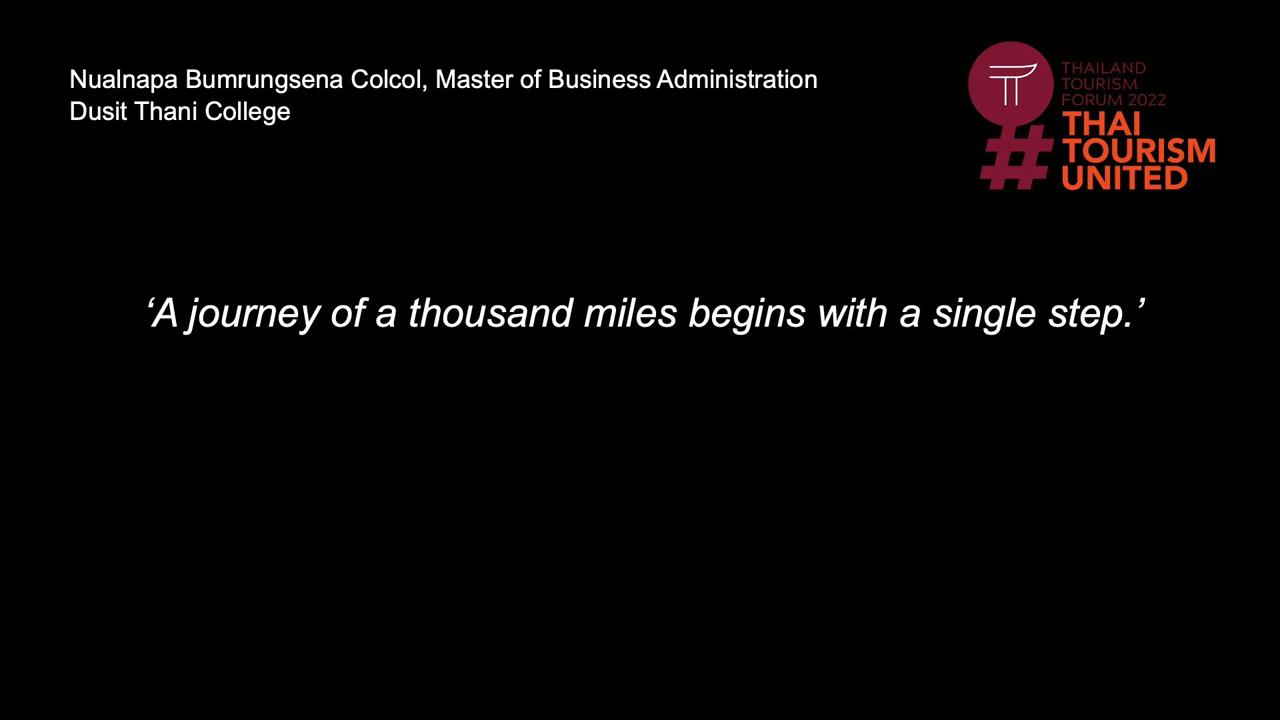 Nualnapa Bumrungsena Colcol, Master of Business Administration
Dusit Thani College
THAILAND
TOURISM
FORUM 2022
#THAI
TOURISM
UNITED
‘A journey of a thousand miles begins with a single step.’